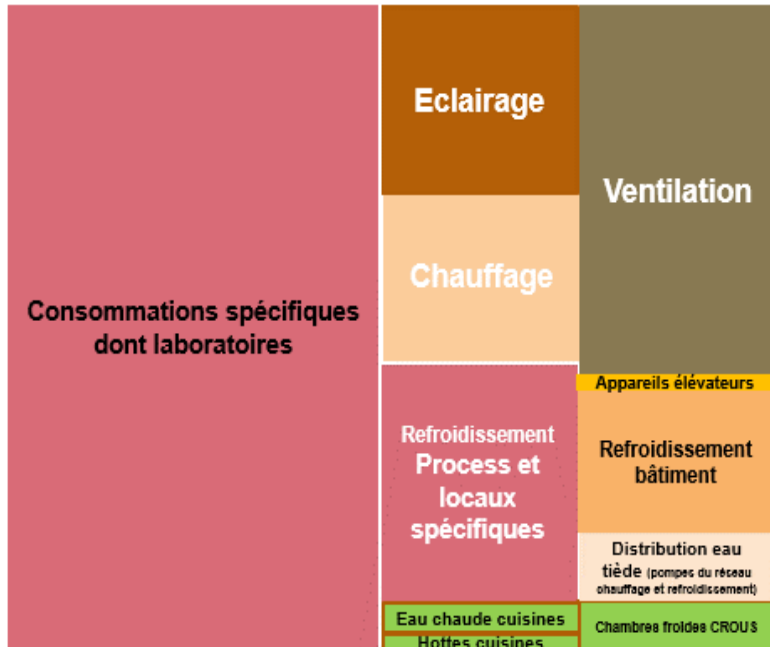 Consommations spécifiques
dont laboratoires
Eclairage
Chauffage
Refroidissement
Process et
locaux
spécifiques
Eau chaude cuisines
Hottes cuisines
Ventilation
Appareils élévateurs
Refroidissement
bâtiment
Distribution eau
tiède (pompes du réseau
chauffage et refroidissement)
Chambres froides CROUS